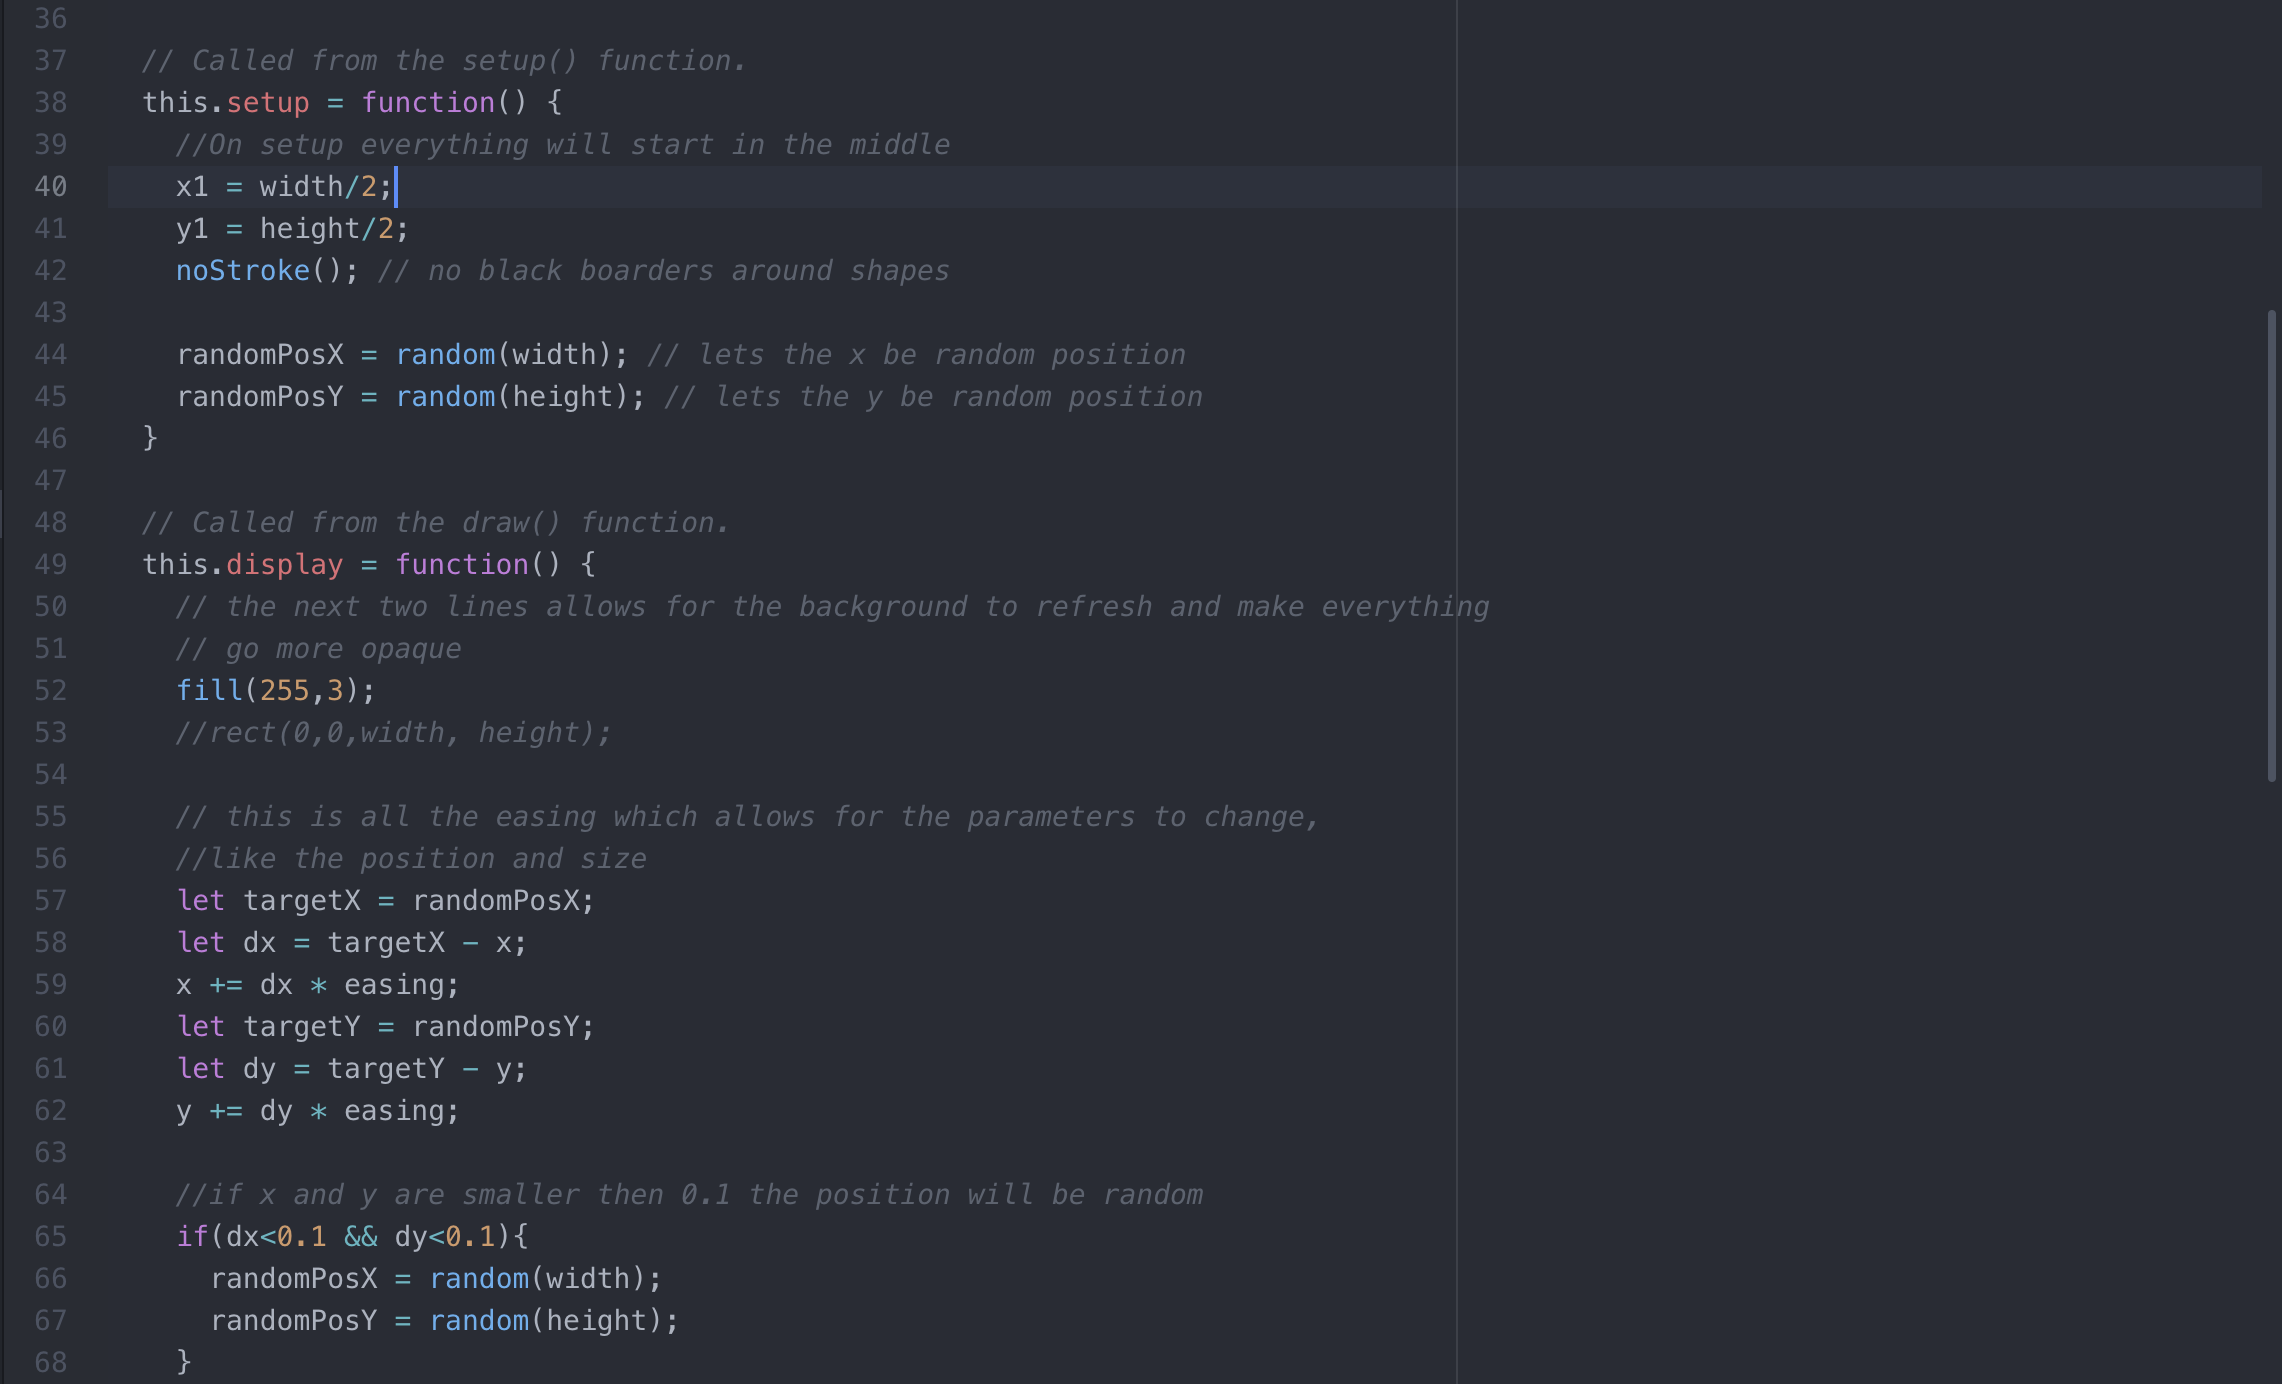 36
37 // Called from the setup() function.
38 this.setup = function() {
39 //On setup everything will start in the middle
40 x1 = width/2;
41 y1 = height/2;
42 noStroke(); // no black boarders around shapes
43
44 randomPosX = random(width); // lets the x be random position
45 randomPosY = random(height); // lets the y be random position
46 }
47
48 // Called from the draw() function.
49 this.display = function() {
50 // the next two lines allows for the background to refresh and make everything
51 // go more opaque
52 fill(255,3);
53 //rect(0,0,width, height);
54
55 // this is all the easing which allows for the parameters to change,
56 //like the position and size
57 let targetX = randomPosX;
58 let dx = targetX - x;
59 x += dx * easing;
60 let targetY = randomPosY;
61 let dy = targetY - y;
62 y += dy * easing;
63
64 //if x and y are smaller then 0.1 the position will be random
65 if(dx<0.1 && dy<0.1){
66 randomPosX = random(width);
67 randomPosY = random(height);
68 }